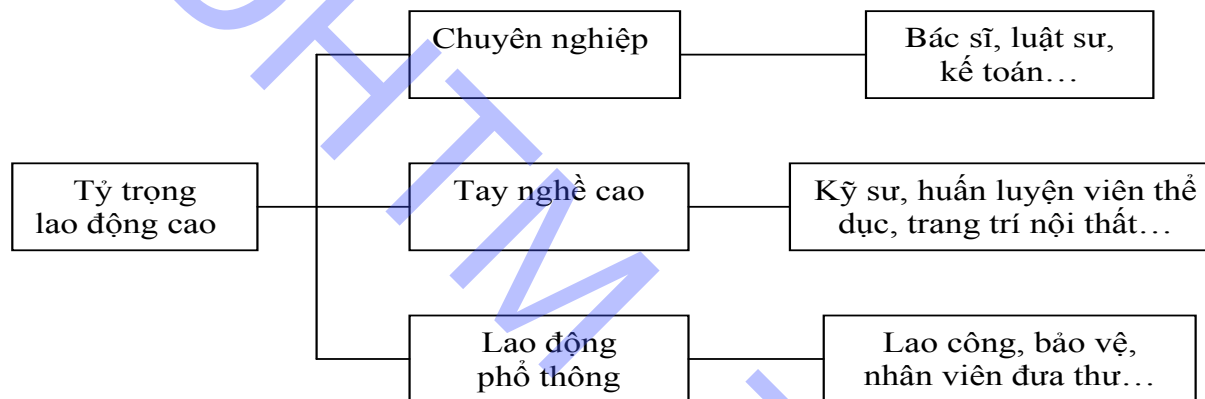 Chuyên nghiệp
Bác sĩ, luật sư,
kế toán…
Tỷ trọng
lao động cao
Tay nghề cao
Kỹ sư, huấn luyện viên thể
dục, trang trí nội thất…
Lao động
phổ thông
Lao công, bảo vệ,
nhân viên đưa thư…